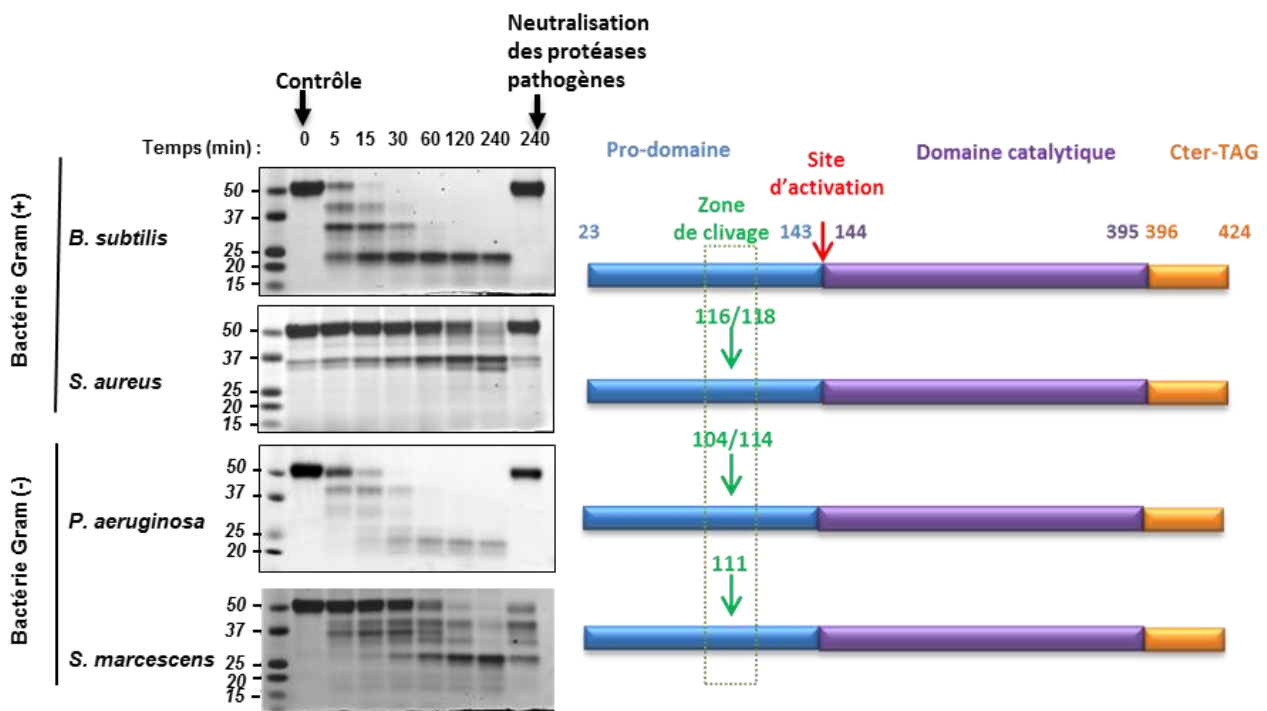 Neutralisation
des protéases
pathogènes
Contrôle
Temps (min) : 0 5 15 30 60 120 240 240
Bactérie Gram (+)
B. subtilis
50
37
25
20
15
S. aureus
50
37
25
20
15
Bactérie Gram (-)
P. aeruginosa
50
37
25
20
S. marcescens
50
37
25
20
15
Pro-domaine
Site
d'activation
Domaine catalytique
Cter-TAG
Zone
de clivage
23 143 144 395 396 424
116/118
104/114
111